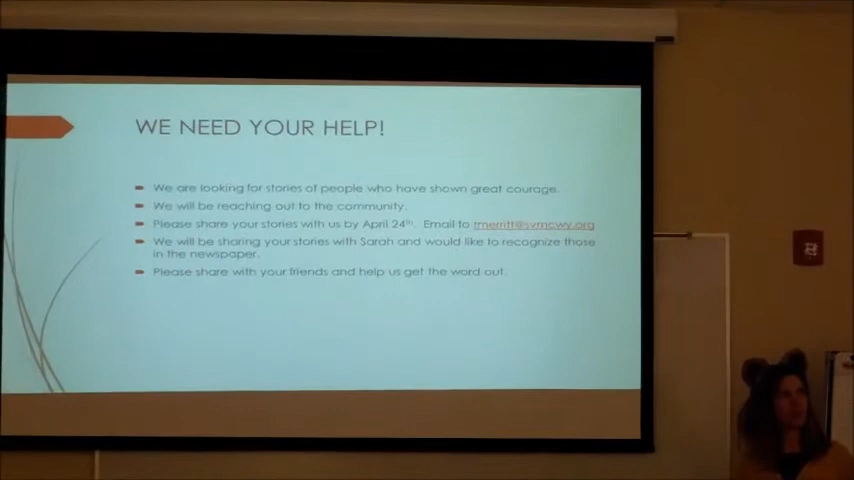 WE NEED YOUR HELP!
We are looking for stories of people who have shown great courage.
We will be reaching out to the community.
Please share your stories with us by April 24th. Email to rmerritt@svmcwy.org
We will be sharing your stories with Sarah and would like to recognize those
in the newspaper.
Please share with your friends and help us get the word out.